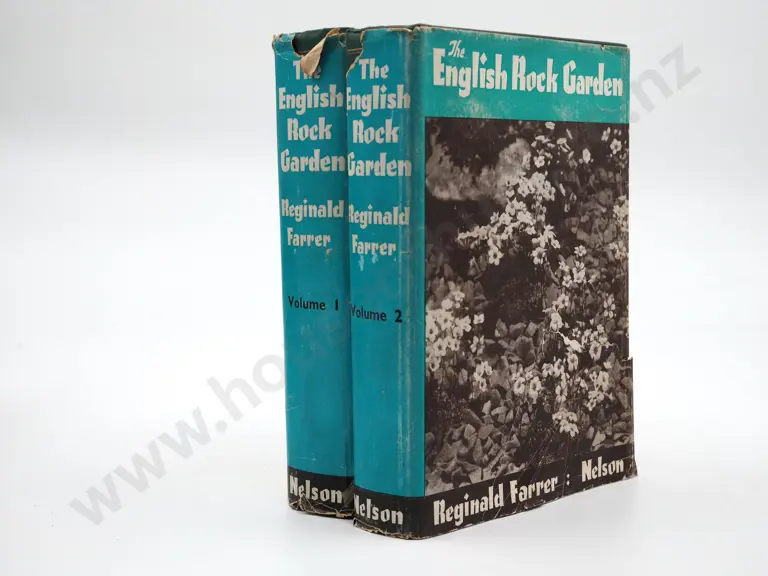 The
English
Rock
Garden
Reginald
Farrer
Volume 1
Nelson
The
English
Rock
Garden
Reginald
Farrer
Volume 2
Nelson
The
English Rock Garden
Reginald Farrer : Nelson